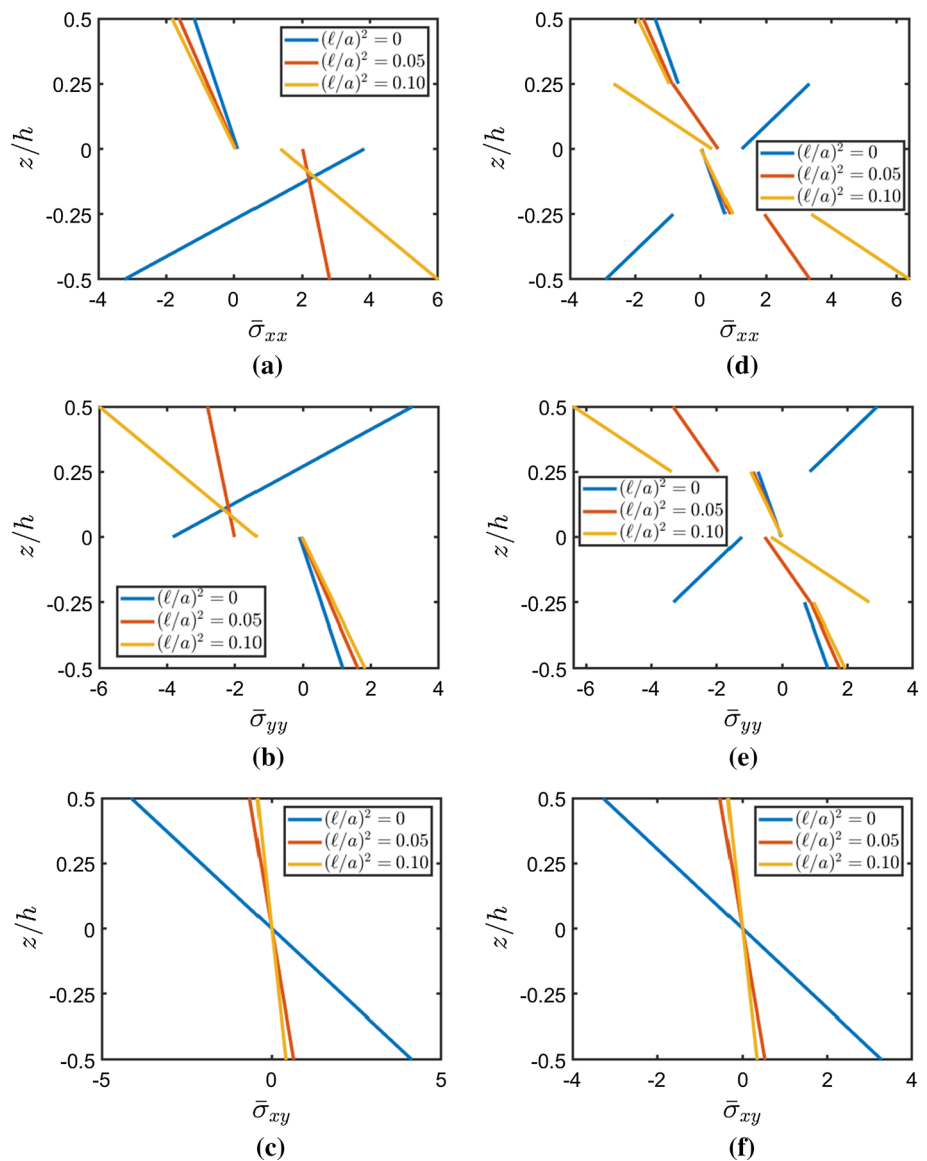 0.5
0.25
0
-0.25
-0.5
z/h
(ℓ/a)² = 0
(ℓ/a)² = 0.05
(ℓ/a)² = 0.10
-4 -2 0 2 4 6
σ̄xx
(a)
0.5
0.25
0
-0.25
-0.5
z/h
(ℓ/a)² = 0
(ℓ/a)² = 0.05
(ℓ/a)² = 0.10
-4 -2 0 2 4 6
σ̄xx
(d)
0.5
0.25
0
-0.25
-0.5
z/h
(ℓ/a)² = 0
(ℓ/a)² = 0.05
(ℓ/a)² = 0.10
-6 -4 -2 0 2 4
σ̄yy
(b)
0.5
0.25
0
-0.25
-0.5
z/h
(ℓ/a)² = 0
(ℓ/a)² = 0.05
(ℓ/a)² = 0.10
-6 -4 -2 0 2 4
σ̄yy
(e)
0.5
0.25
0
-0.25
-0.5
z/h
(ℓ/a)² = 0
(ℓ/a)² = 0.05
(ℓ/a)² = 0.10
-5 0 5
σ̄xy
(c)
0.5
0.25
0
-0.25
-0.5
z/h
(ℓ/a)² = 0
(ℓ/a)² = 0.05
(ℓ/a)² = 0.10
-4 -2 0 2 4
σ̄xy
(f)